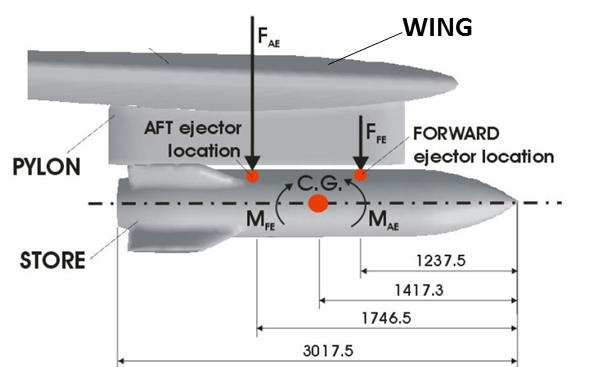 WING
F_AE
AFT ejector
location
F_FE
FORWARD
ejector location
PYLON
C.G.
M_FE
M_AE
STORE
1237.5
1417.3
1746.5
3017.5